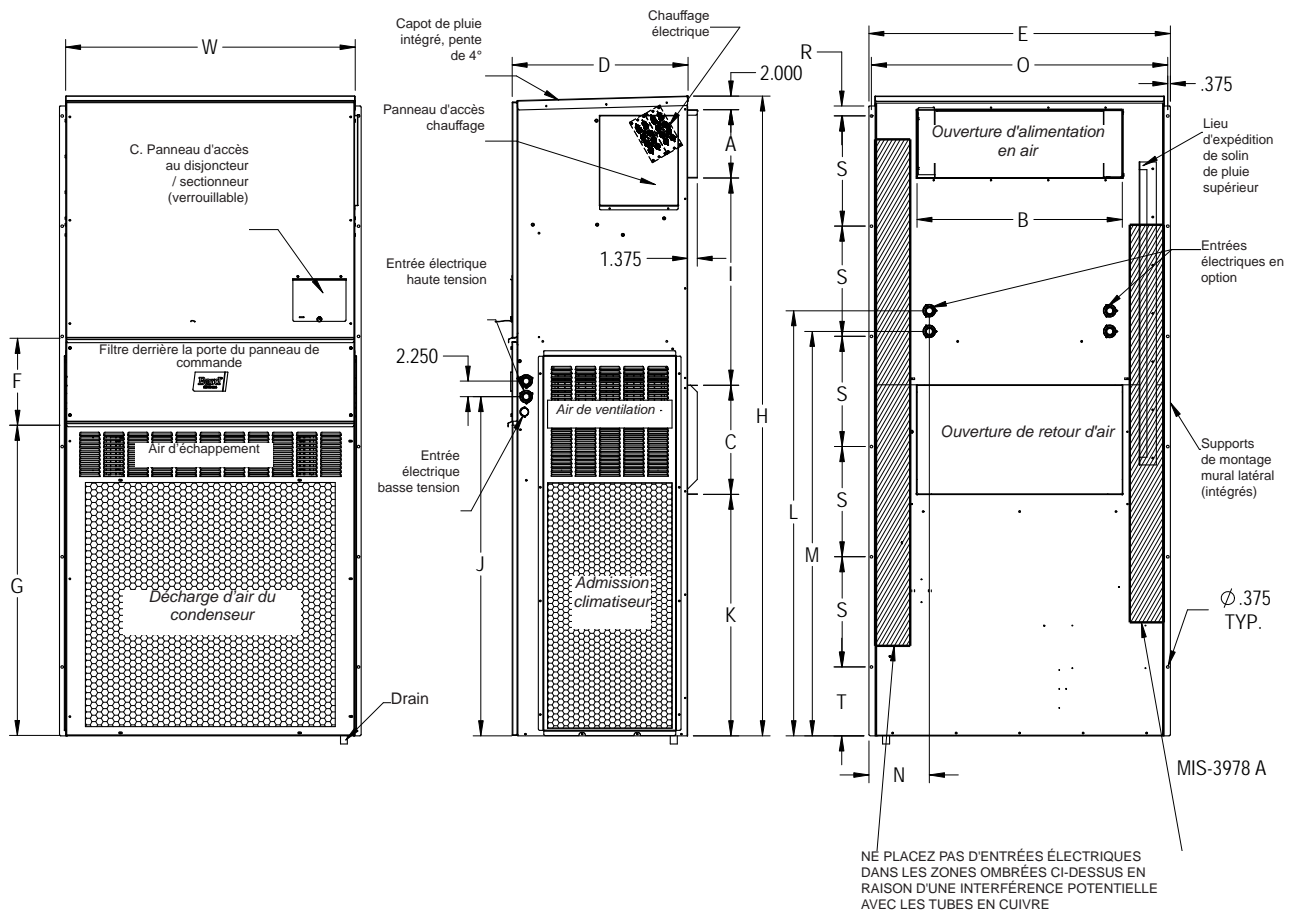 W
C. Panneau d'accès
au disjoncteur
/ sectionneur
(verrouillable)
F
Filtre derrière la porte du panneau de
commande
Bard
Air d'échappement
G
Décharge d'air du
condenseur
Drain
Capot de pluie
intégré, pente
de 4°
Chauffage
électrique
D
2.000
Panneau d'accès
chauffage
A
1.375
I
Entrée électrique
haute tension
2.250
H
Air de ventilation -
C
Entrée
électrique
basse tension
J
Admission
climatiseur
K
E
R
O
.375
Ouverture d'alimentation
en air
Lieu
d'expédition
de solin
de pluie
supérieur
S
B
S
Entrées
électriques en
option
S
Ouverture de retour d'air
Supports
de montage
mural latéral
(intégrés)
S
L
M
S
Ø.375
TYP.
T
N
MIS-3978 A
NE PLACEZ PAS D'ENTRÉES ÉLECTRIQUES
DANS LES ZONES OMBRÉES CI-DESSUS EN
RAISON D'UNE INTERFÉRENCE POTENTIELLE
AVEC LES TUBES EN CUIVRE